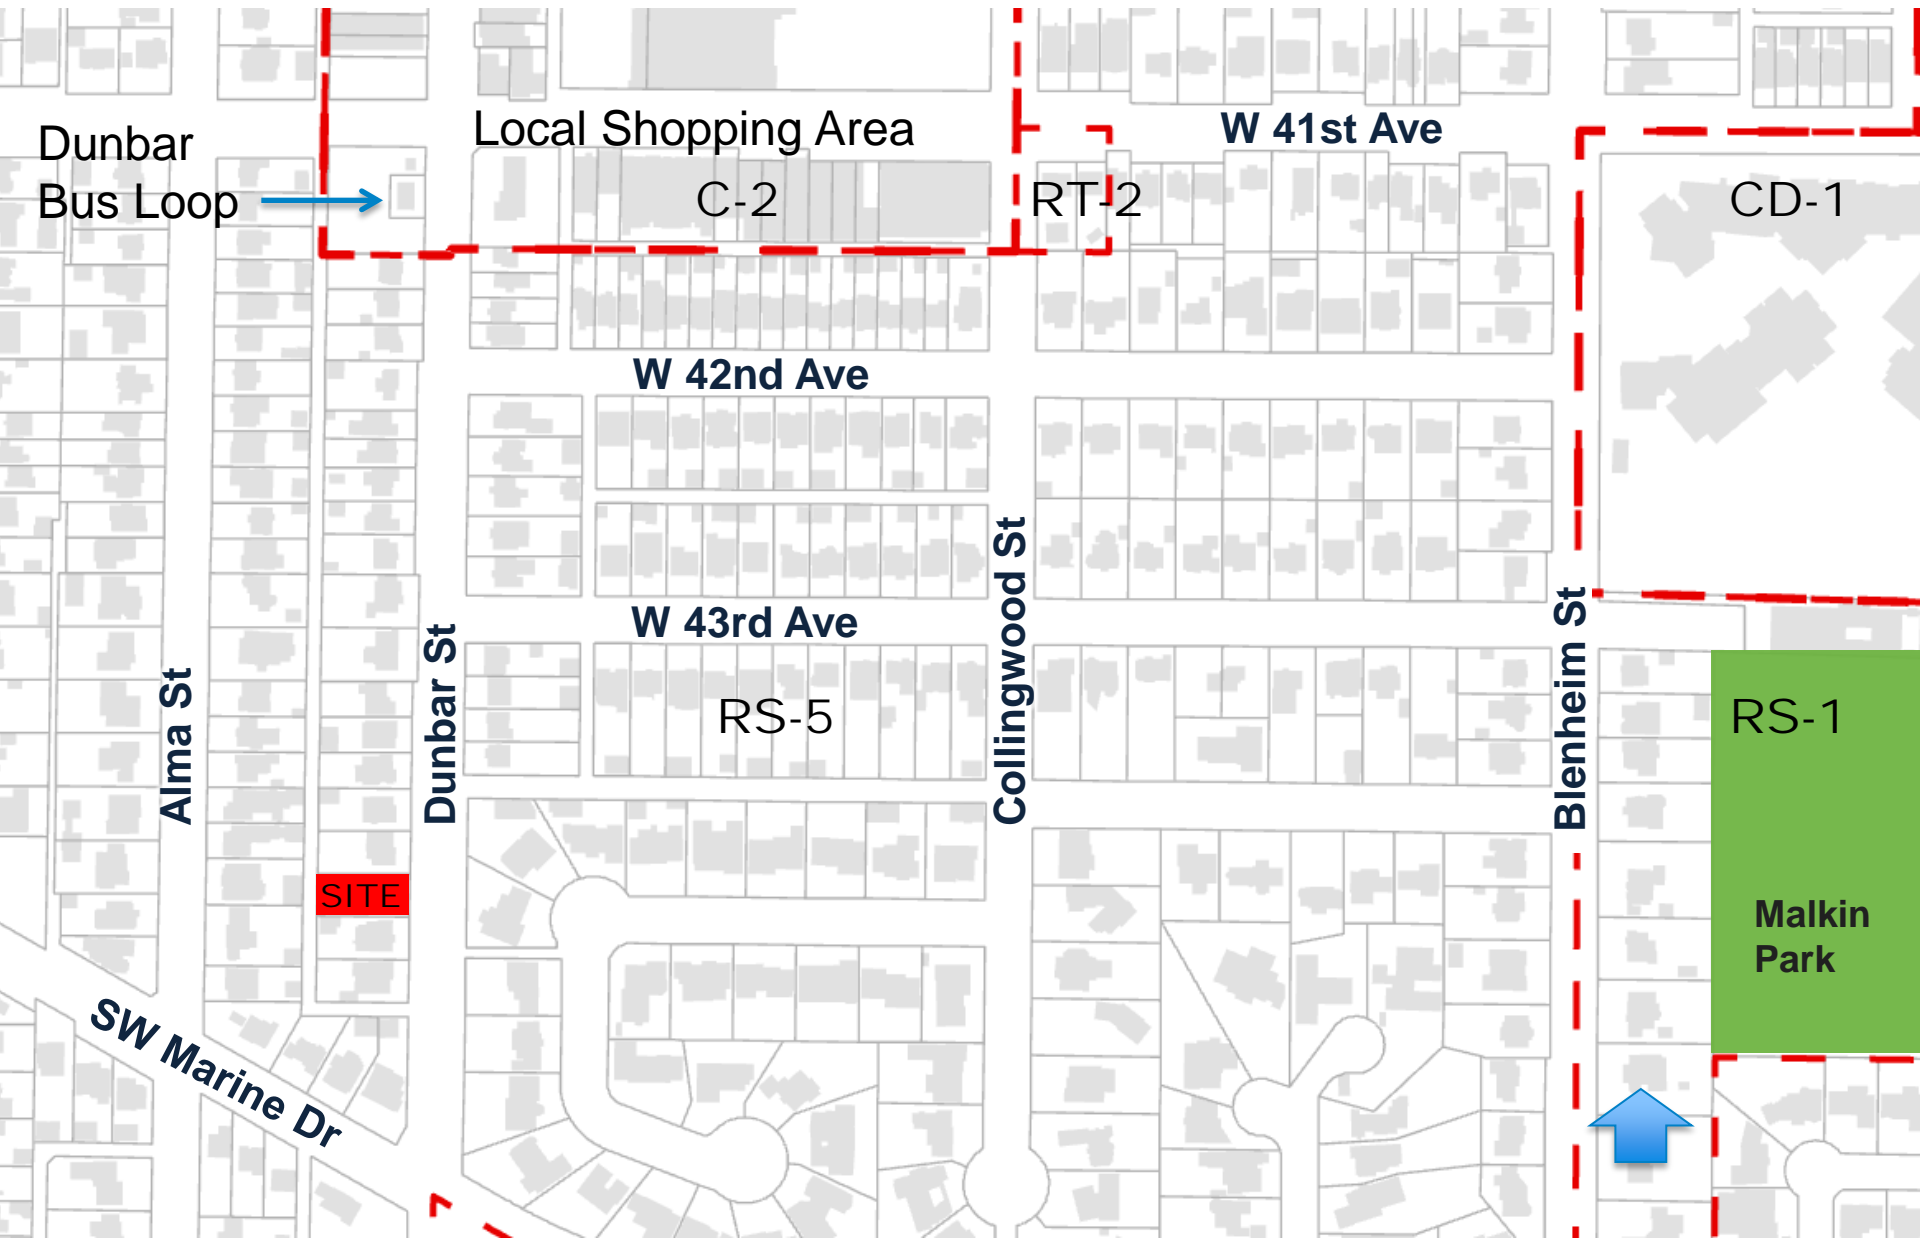 Local Shopping Area
W 41st Ave
Dunbar
Bus Loop
C-2
RT-2
CD-1
W 42nd Ave
W 43rd Ave
Alma St
Dunbar St
Collingwood St
Blenheim St
RS-5
RS-1
SITE
Malkin
Park
SW Marine Dr